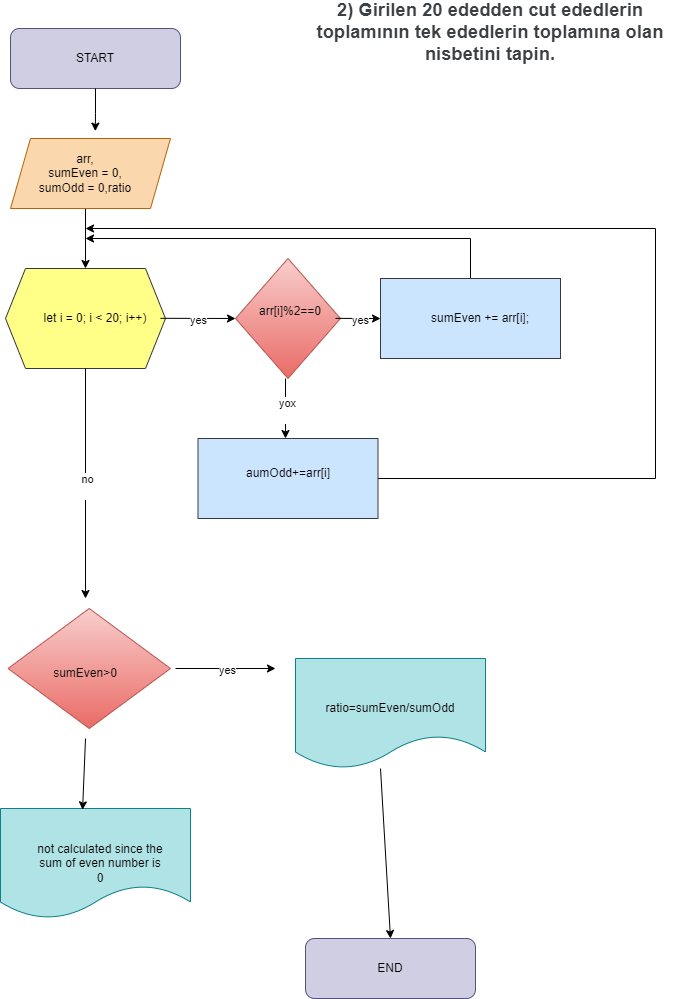 2) Girilen 20 ededden cut ededlerin
toplamının tek ededlerin toplamına olan
nisbetini tapin.
START
arr,
sumEven = 0,
sumOdd = 0,ratio
let i = 0; i < 20; i++)
yes
arr[i]%2==0
yes
sumEven += arr[i];
yox
aumOdd+=arr[i]
no
sumEven>0
yes
ratio=sumEven/sumOdd
not calculated since the
sum of even number is
0
END